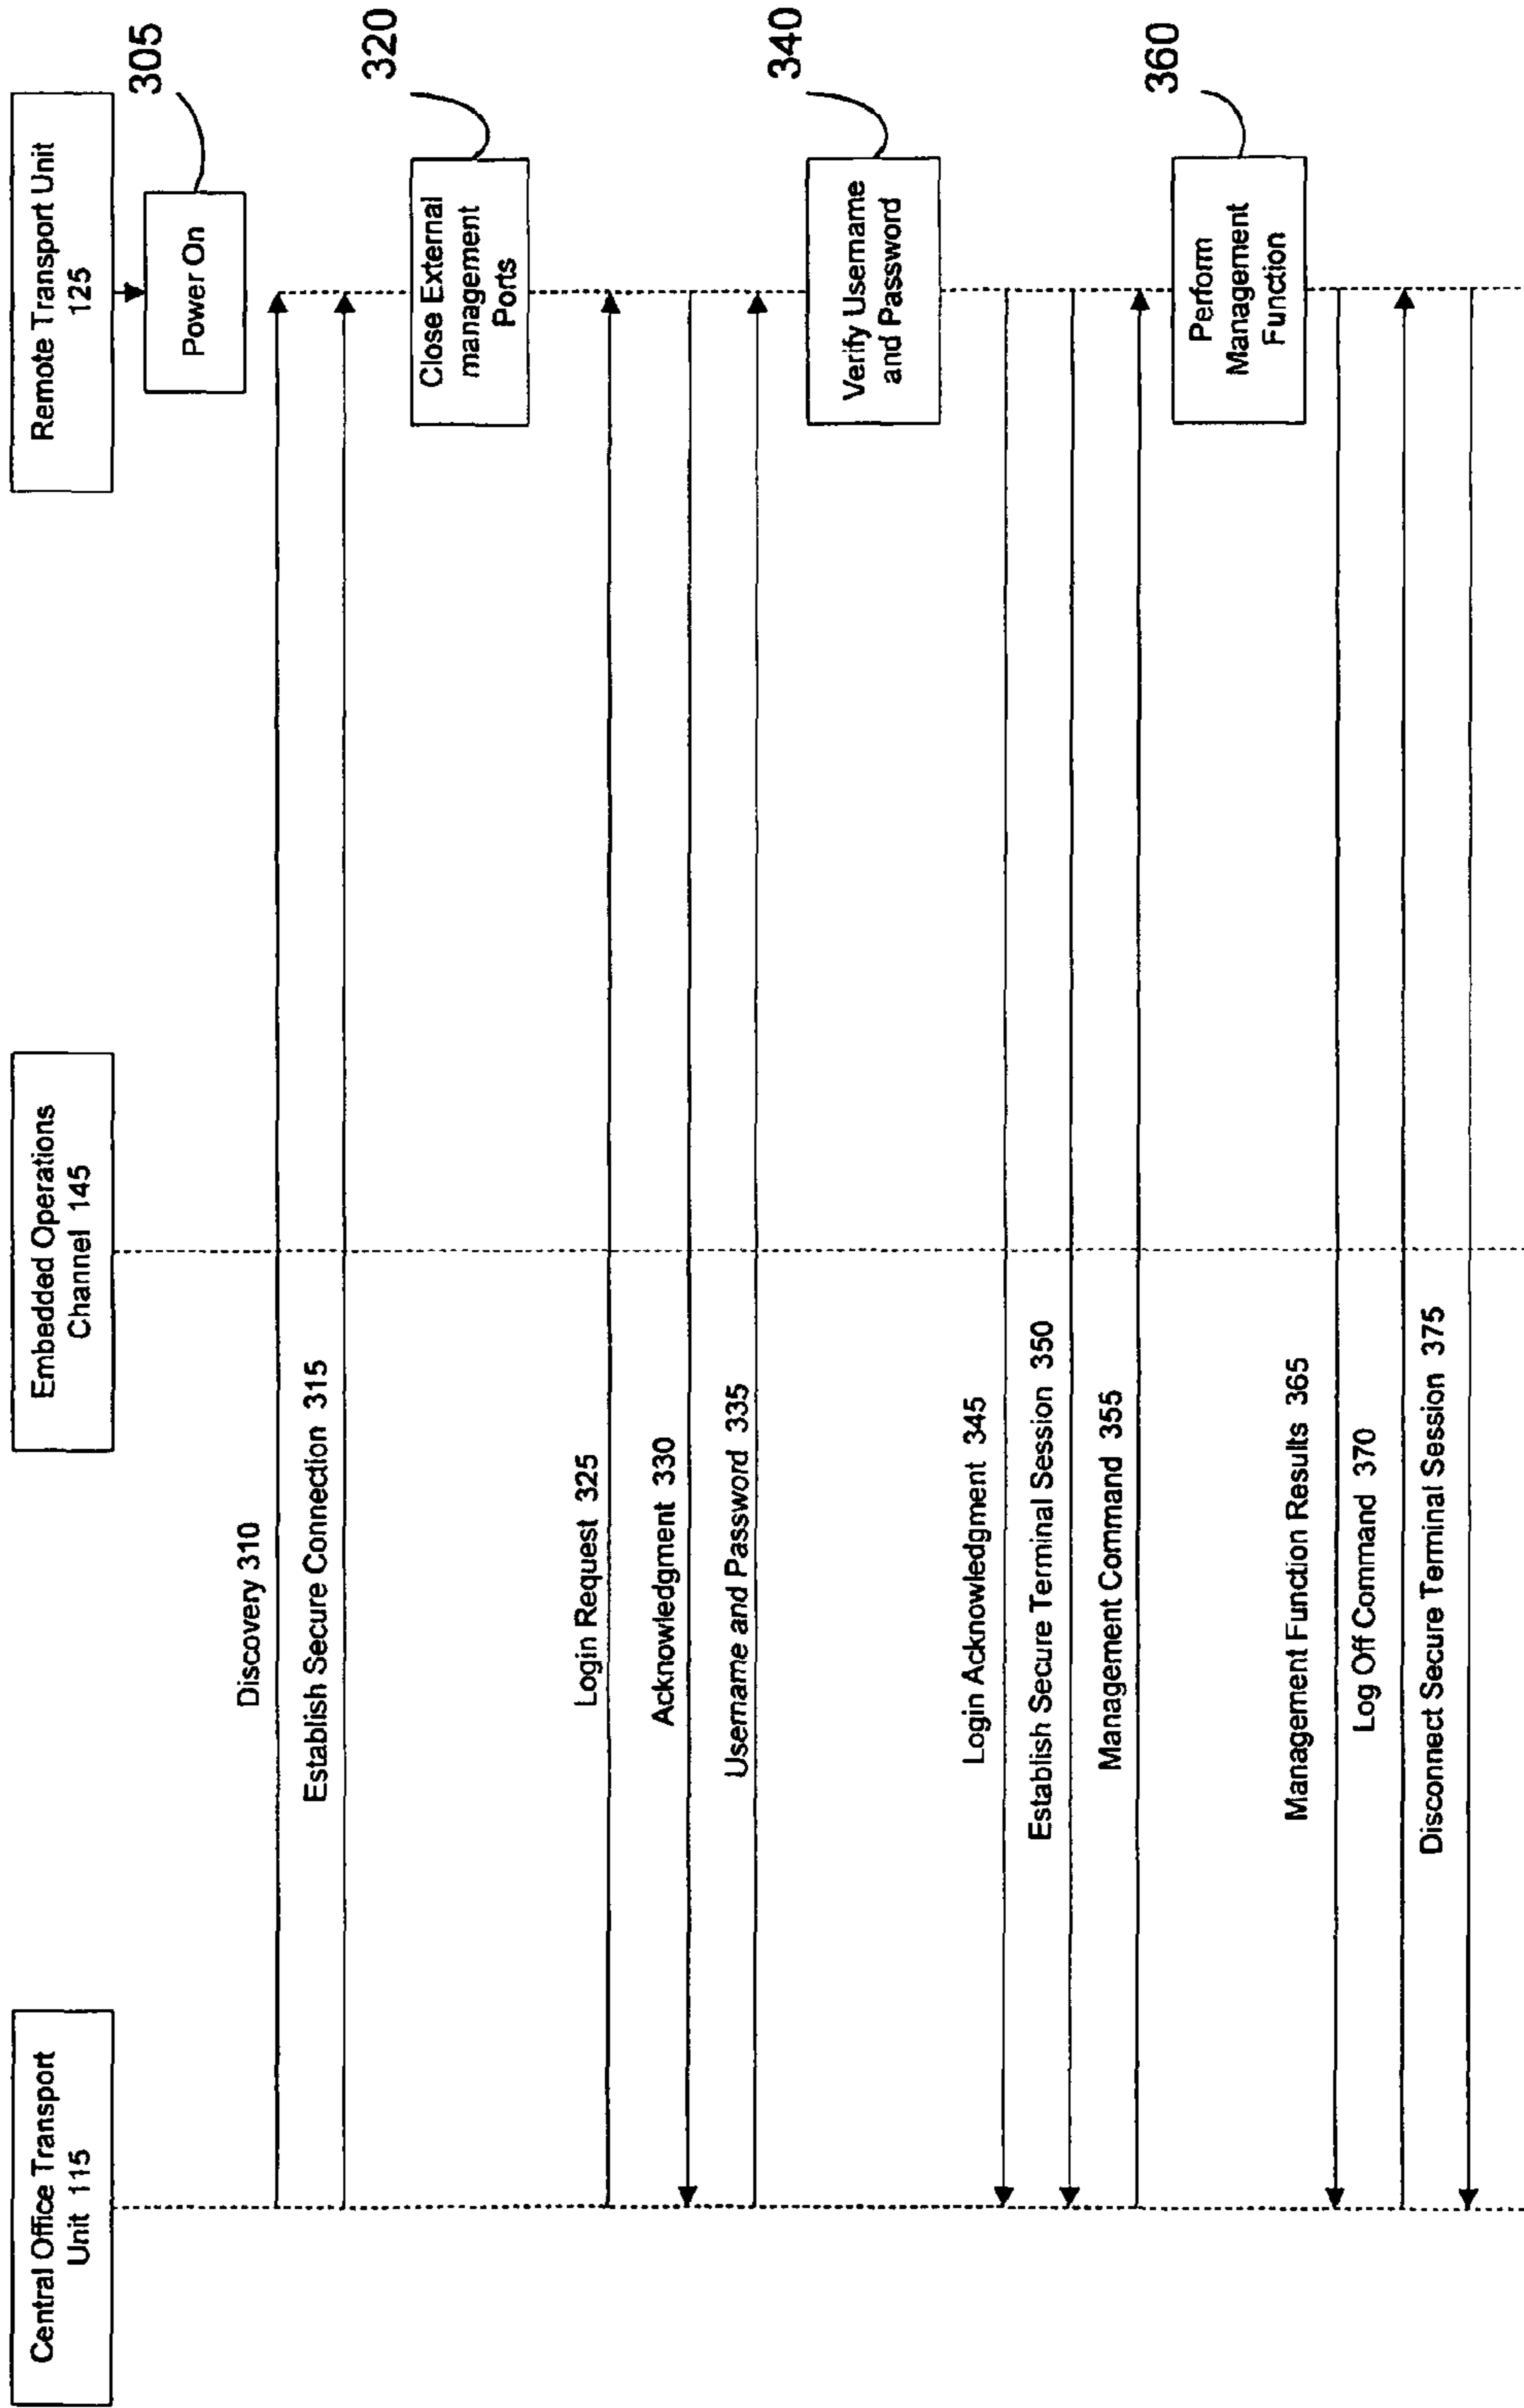 Central Office Transport
Unit 115
Embedded Operations
Channel 145
Remote Transport Unit
125
Power On
305
Discovery 310
Establish Secure Connection 315
Close External
management
Ports
320
Login Request 325
Acknowledgment 330
Username and Password 335
Verify Username
and Password
340
Login Acknowledgment 345
Establish Secure Terminal Session 350
Management Command 355
Perform
Management
Function
360
Management Function Results 365
Log Off Command 370
Disconnect Secure Terminal Session 375